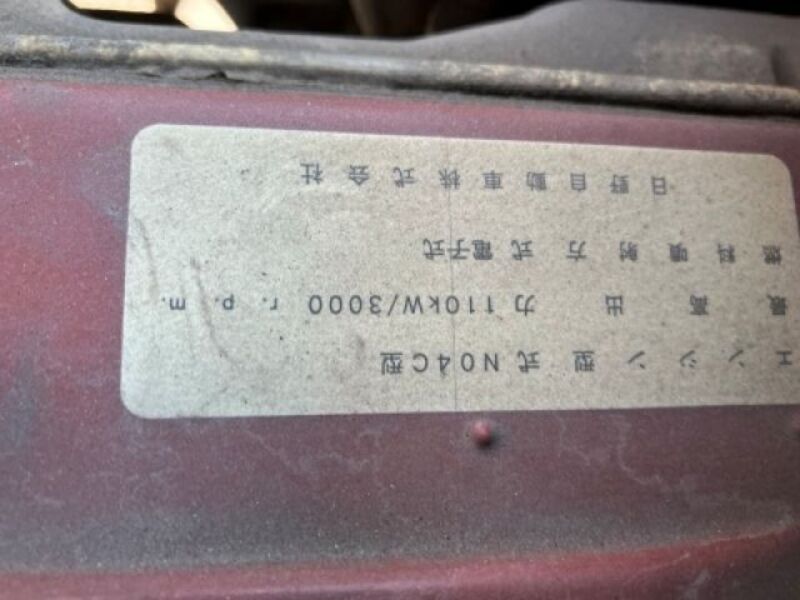 エンジン型式N04C型
最高出力110kW/3000 r.p.m.
燃料噴射方式電子式
日野自動車株式会社